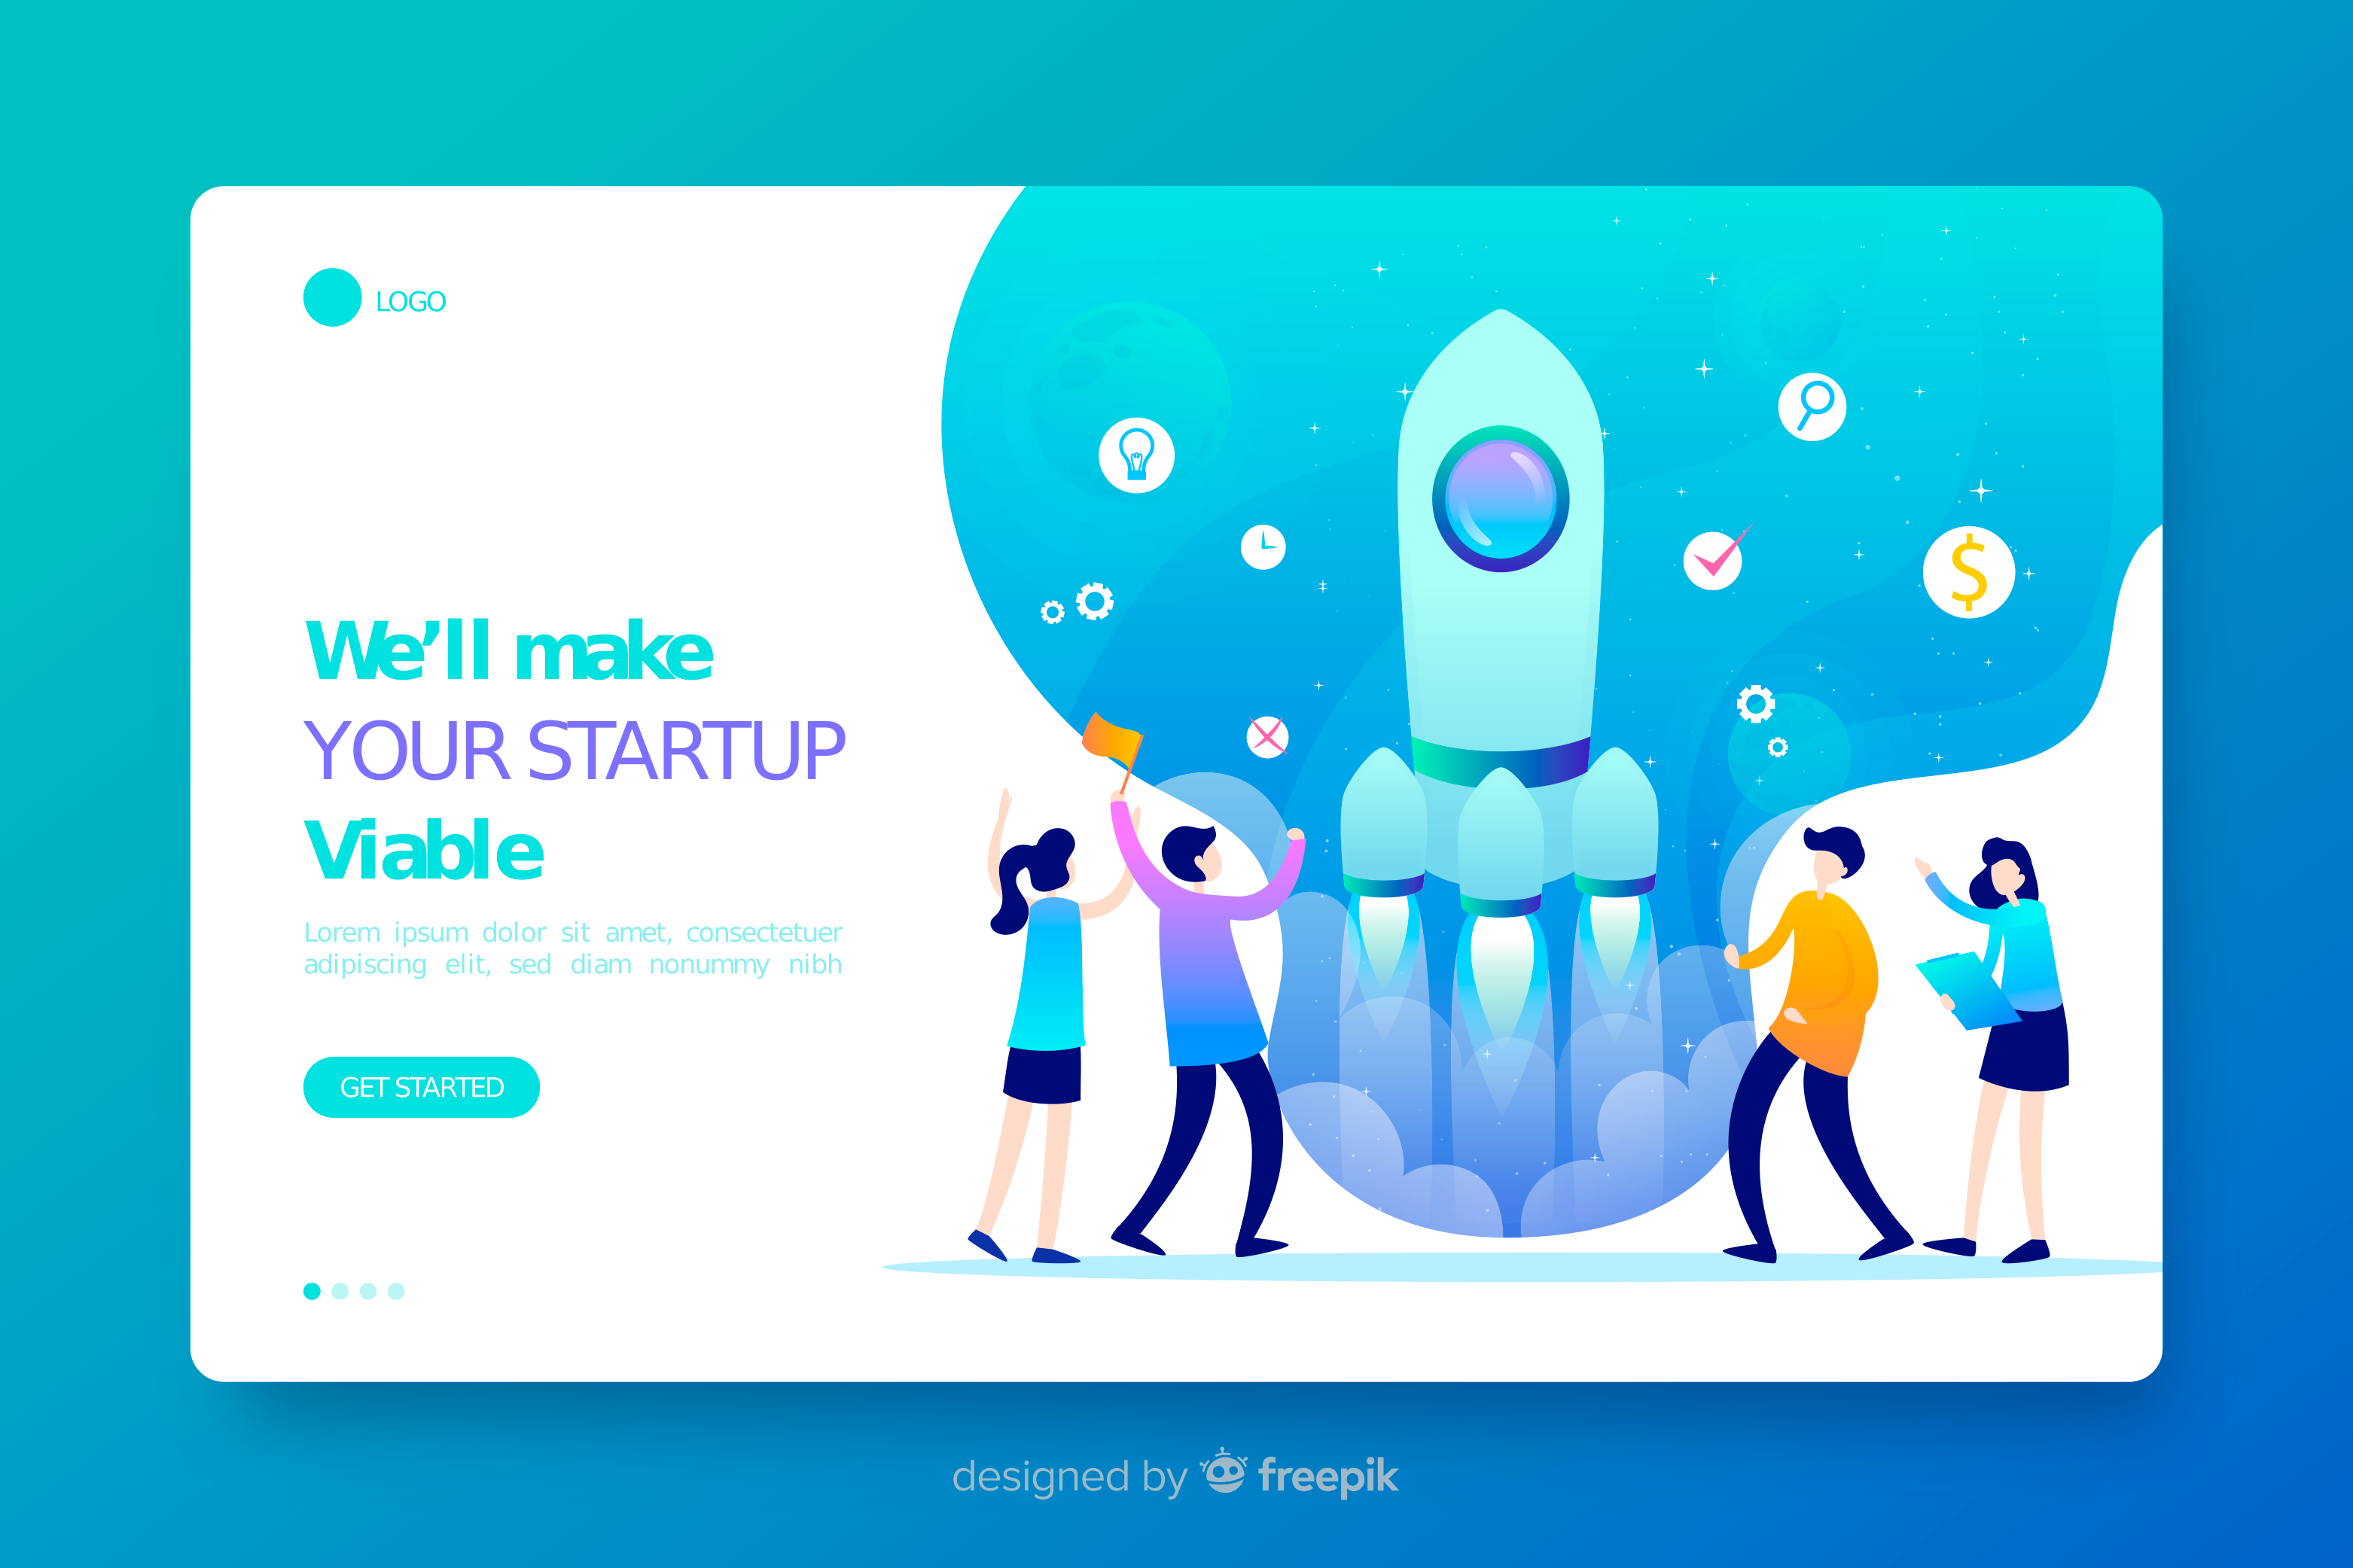 LOGO
We’ll make
YOUR STARTUP
Viable
Lorem ipsum dolor sit amet, consectetuer
adipiscing elit, sed diam nonummy nibh
GET STARTED
$
designed by freepik